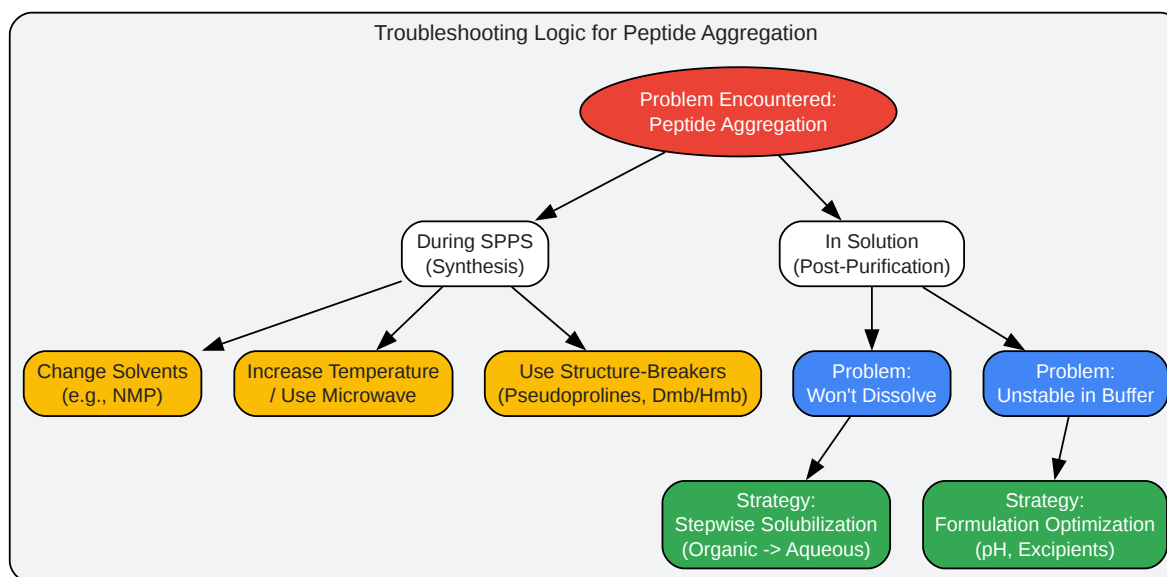 Troubleshooting Logic for Peptide Aggregation
Problem Encountered:
Peptide Aggregation
During SPPS
(Synthesis)
In Solution
(Post-Purification)
Change Solvents
(e.g., NMP)
Increase Temperature
/ Use Microwave
Use Structure-Breakers
(Pseudoprolines, Dmb/Hmb)
Problem:
Won't Dissolve
Problem:
Unstable in Buffer
Strategy:
Stepwise Solubilization
(Organic -> Aqueous)
Strategy:
Formulation Optimization
(pH, Excipients)